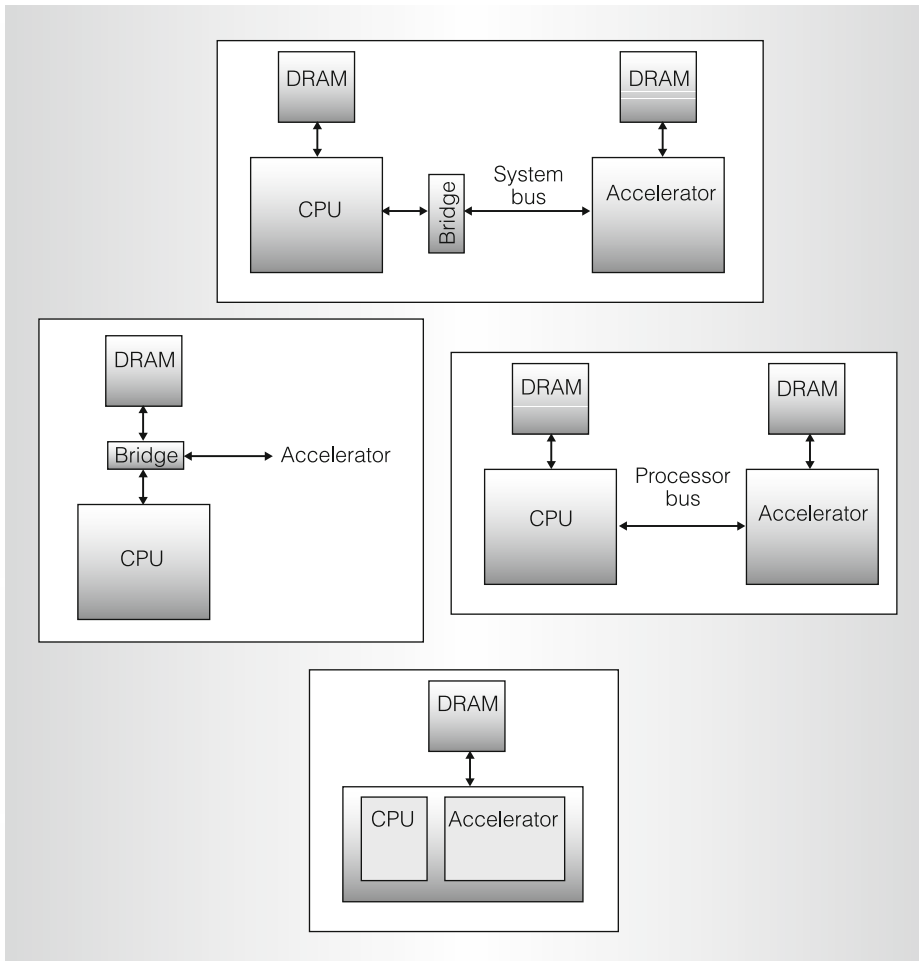 DRAM
DRAM
CPU
Bridge
System
bus
Accelerator
DRAM
Bridge
Accelerator
CPU
DRAM
DRAM
CPU
Processor
bus
Accelerator
DRAM
CPU
Accelerator